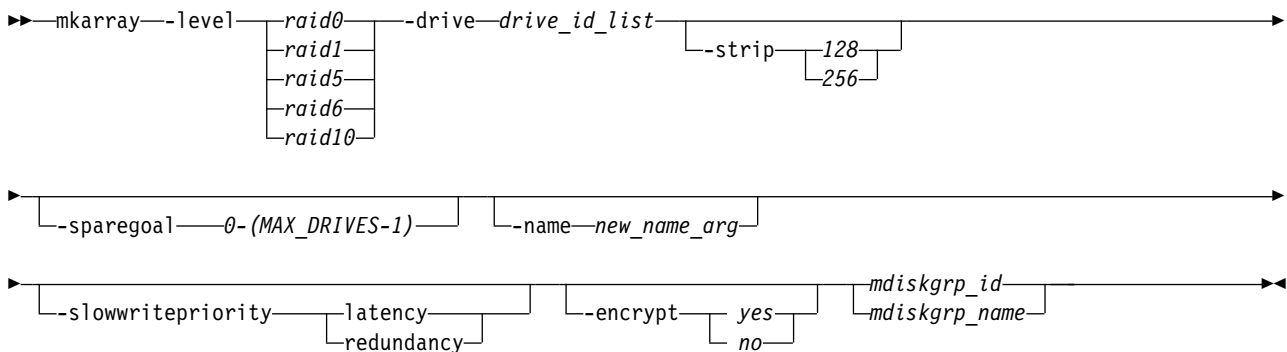 mkarray -level raid0 -drive drive_id_list
raid1 -strip 128
raid5 256
raid6
raid10
-sparegoal 0-(MAX_DRIVES-1) -name new_name_arg
-slowwritepriority latency -encrypt yes mdiskgrp_id
redundancy no mdiskgrp_name